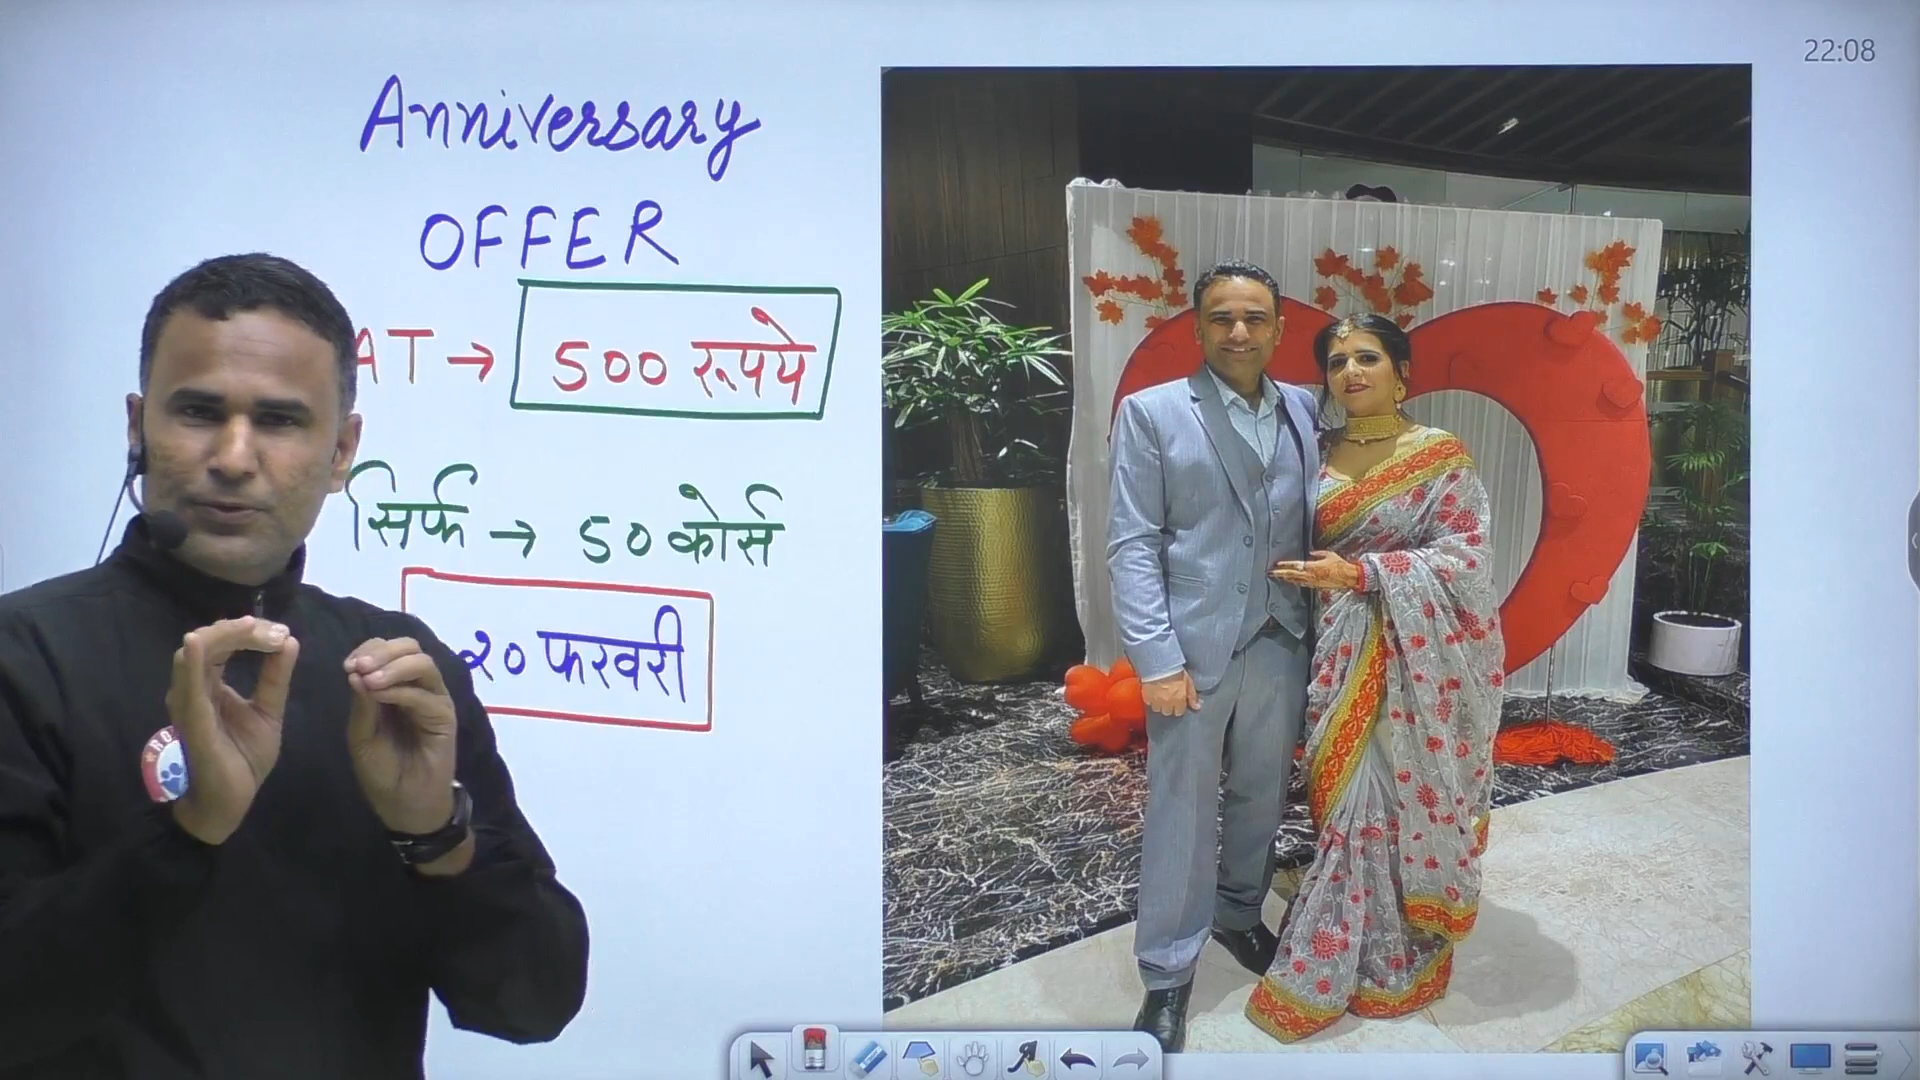 22:08
Anniversary
OFFER
AT → 500 रुपये
सिर्फ → 50 कोर्स
२० फरवरी